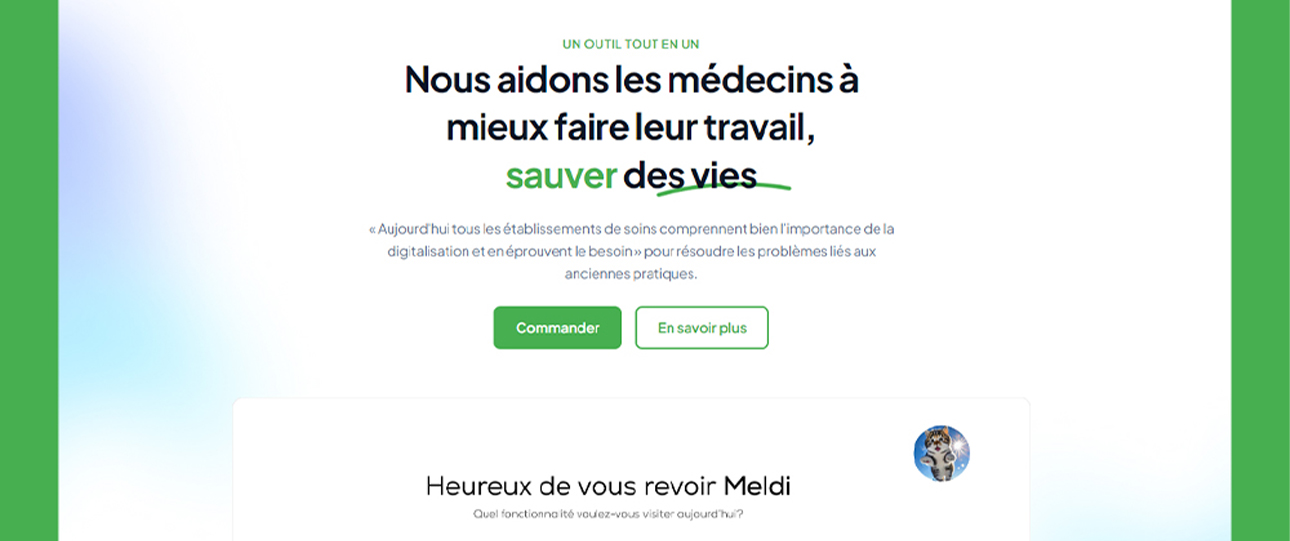 UN OUTIL TOUT EN UN
Nous aidons les médecins à
mieux faire leur travail,
sauver des vies
« Aujourd'hui tous les établissements de soins comprennent bien l'importance de la
digitalisation et en éprouvent le besoin » pour résoudre les problèmes liés aux
anciennes pratiques.
Commander
En savoir plus
Heureux de vous revoir Meldi
Quel fonctionna ité voulez-vous visiter aujourd'hui?